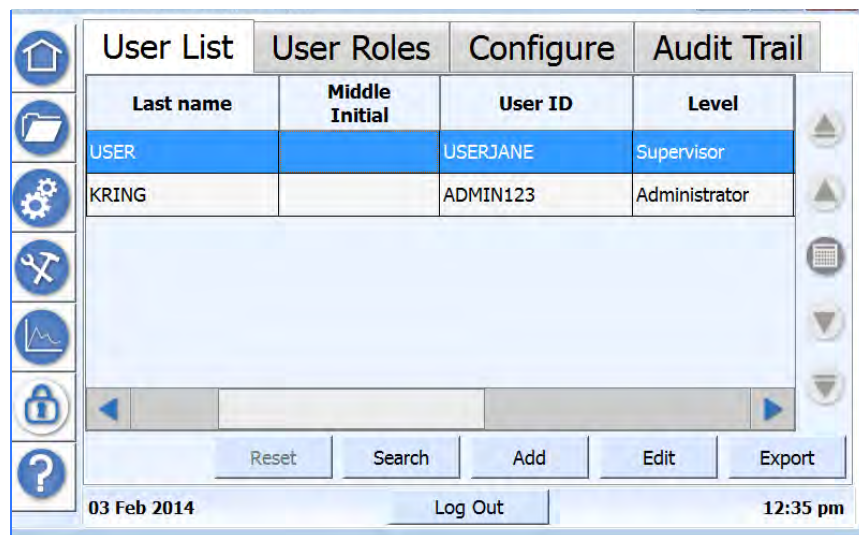 User List User Roles Configure Audit Trail
Last name Middle Initial User ID Level
USER USERJANE Supervisor
KRING ADMIN123 Administrator
Reset Search Add Edit Export
03 Feb 2014 Log Out 12:35 pm
?